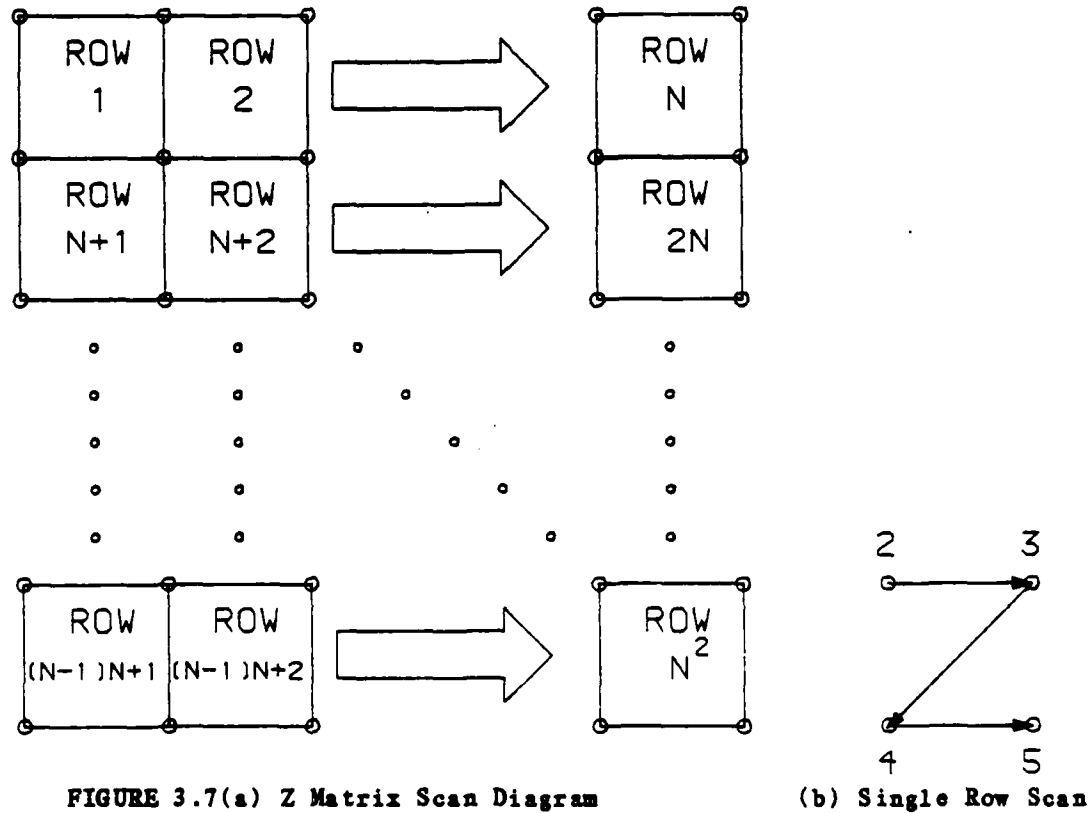 ROW ROW ROW
1 2 N
ROW ROW ROW
N+1 N+2 2N
2 3
ROW ROW ROW
(N-1)N+1 (N-1)N+2 N²
4 5
FIGURE 3.7(a) Z Matrix Scan Diagram (b) Single Row Scan